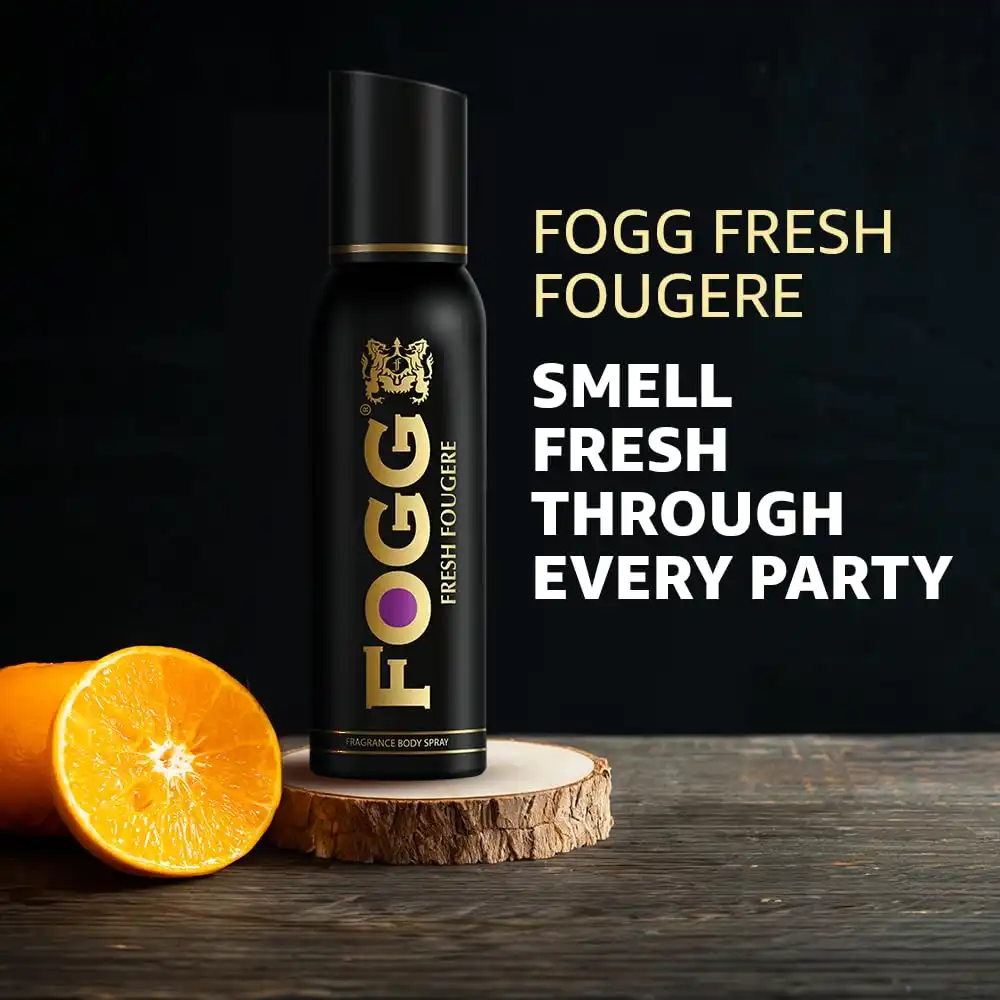 FOGG FRESH
FOUGERE
SMELL
FRESH
THROUGH
EVERY PARTY
FOGG®
FRESH FOUGERE
FRAGRANCE BODY SPRAY